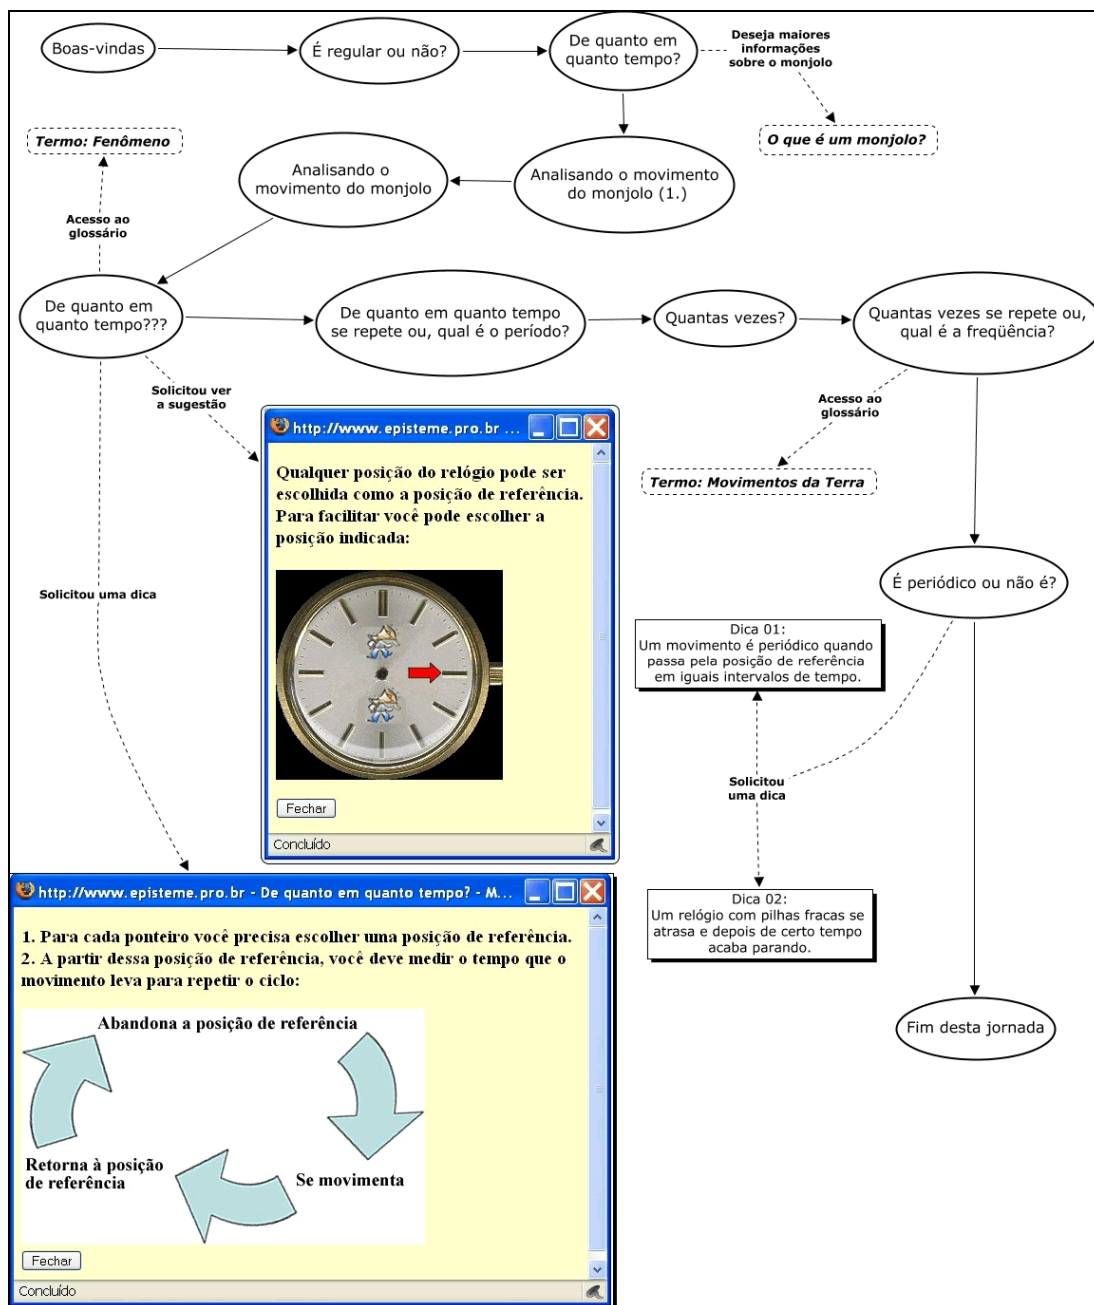 Boas-vindas
É regular ou não?
De quanto em
quanto tempo?
Deseja maiores
informações
sobre o monjolo
O que é um monjolo?
Termo: Fenômeno
Analisando o
movimento do monjolo
Analisando o movimento
do monjolo (1.)
Acesso ao
glossário
De quanto em
quanto tempo???
De quanto em quanto tempo
se repete ou, qual é o período?
Quantas vezes?
Quantas vezes se repete ou,
qual é a freqüência?
Solicitou ver
a sugestão
Acesso ao
glossário
Termo: Movimentos da Terra
http://www.episteme.pro.br ...
Qualquer posição do relógio pode ser
escolhida como a posição de referência.
Para facilitar você pode escolher a
posição indicada:
Fechar
Concluído
É periódico ou não é?
Solicitou uma dica
Dica 01:
Um movimento é periódico quando
passa pela posição de referência
em iguais intervalos de tempo.
Solicitou
uma dica
Dica 02:
Um relógio com pilhas fracas se
atrasa e depois de certo tempo
acaba parando.
Fim desta jornada
http://www.episteme.pro.br - De quanto em quanto tempo? - M...
1. Para cada ponteiro você precisa escolher uma posição de referência.
2. A partir dessa posição de referência, você deve medir o tempo que o
movimento leva para repetir o ciclo:
Abandona a posição de referência
Retorna à posição
de referência
Se movimenta
Fechar
Concluído